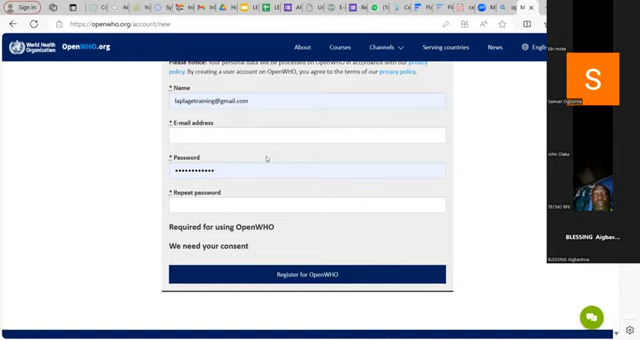 Sign in
https://openwho.org/account/new
World Health
Organization
OpenWHO.org
About
Courses
Channels
Serving countries
News
English
Please notice: Your personal data will be processed on OpenWHO in accordance with our privacy
policy. By creating a user account on OpenWHO, you agree to the terms of our privacy policy.
* Name
laplagetraining@gmail.com
* E-mail address
* Password
••••••••••••
* Repeat password
Required for using OpenWHO
We need your consent
Register for OpenWHO
S
Samuel Ogbonna
John Olaka
BLESSING Aigbav...
BLESSING Aigbavboa